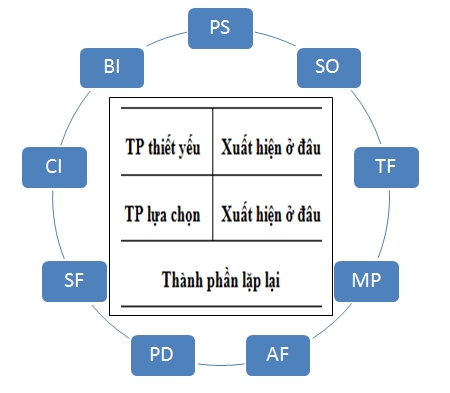 PS
BI
SO
TP thiết yếu
Xuất hiện ở đâu
CI
TF
TP lựa chọn
Xuất hiện ở đâu
SF
Thành phần lặp lại
MP
PD
AF